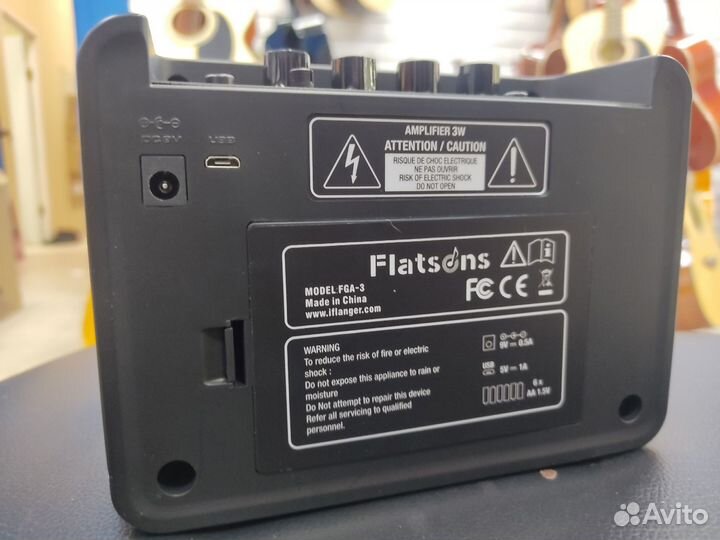 DC9V
USB
AMPLIFIER 3W
ATTENTION / CAUTION
RISQUE DE CHOC ELECTRIQUE
NE PAS OUVRIR
RISK OF ELECTRIC SHOCK
DO NOT OPEN
Flatsons
MODEL:FGA-3
Made in China
www.iflanger.com
FC CE
WARNING
To reduce the risk of fire or electric
shock :
Do not expose this appliance to rain or
moisture
Do Not attempt to repair this device
Refer all servicing to qualified
personnel.
9V 0.5A
USB
5V 1A
6 x
AA 1.5V
Avito